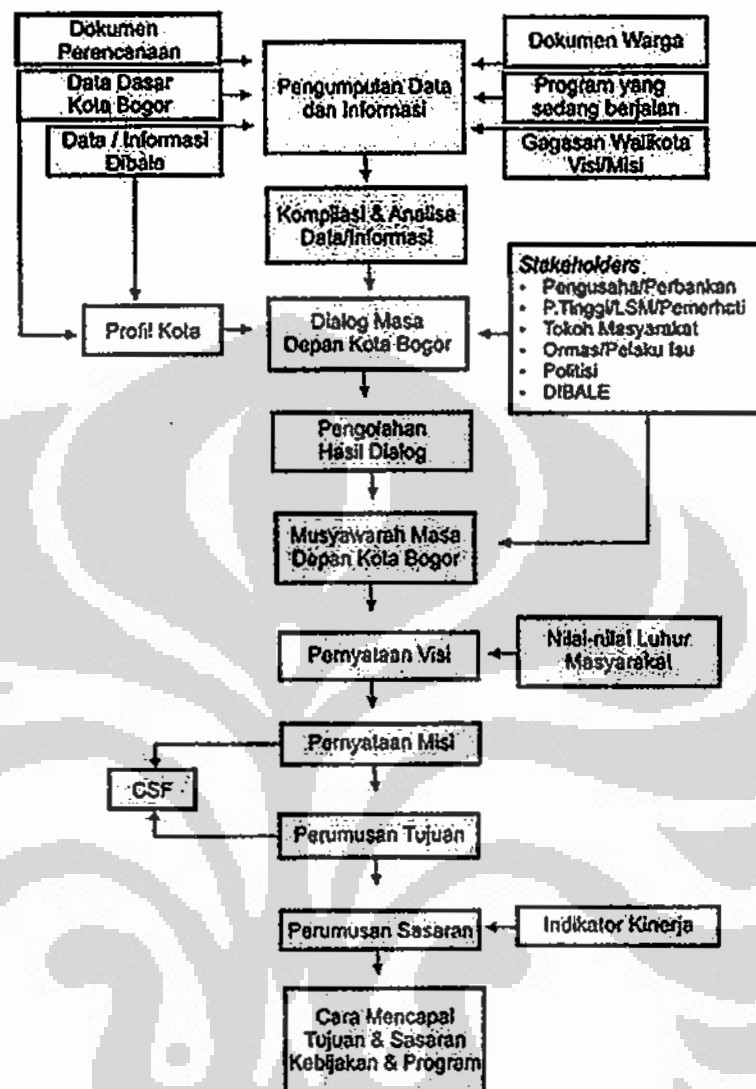 Dokumen
Perencanaan
Data Dasar
Kota Bogor
Data / Informasi
Dibale
Pengumpulan Data
dan Informasi
Dokumen Warga
Program yang
sedang berjalan
Gagasan Walikota
Visi/Misi
Kompilasi & Analisa
Data/Informasi
Stakeholders
• Pengusaha/Perbankan
• P.Tinggi/LSM/Pemerhati
• Tokoh Masyarakat
• Ormas/Pelaku Isu
• Politisi
• DIBALE
Profil Kota
Dialog Masa
Depan Kota Bogor
Pengolahan
Hasil Dialog
Musyawarah Masa
Depan Kota Bogor
Pernyataan Visi
Nilai-nilai Luhur
Masyarakat
Pernyataan Misi
CSF
Perumusan Tujuan
Perumusan Sasaran
Indikator Kinerja
Cara Mencapai
Tujuan & Sasaran
Kebijakan & Program